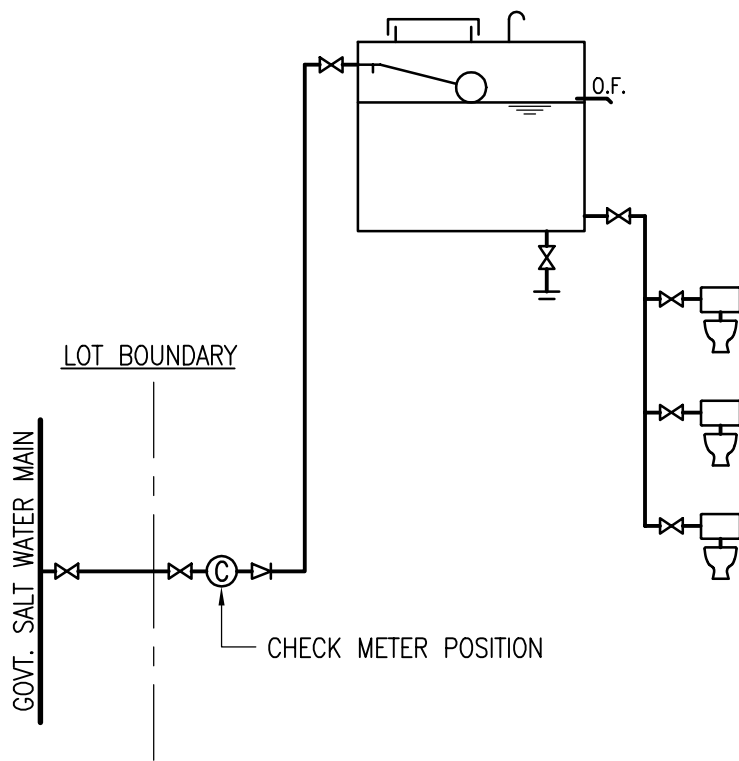 O.F.
LOT BOUNDARY
GOVT. SALT WATER MAIN
C
CHECK METER POSITION